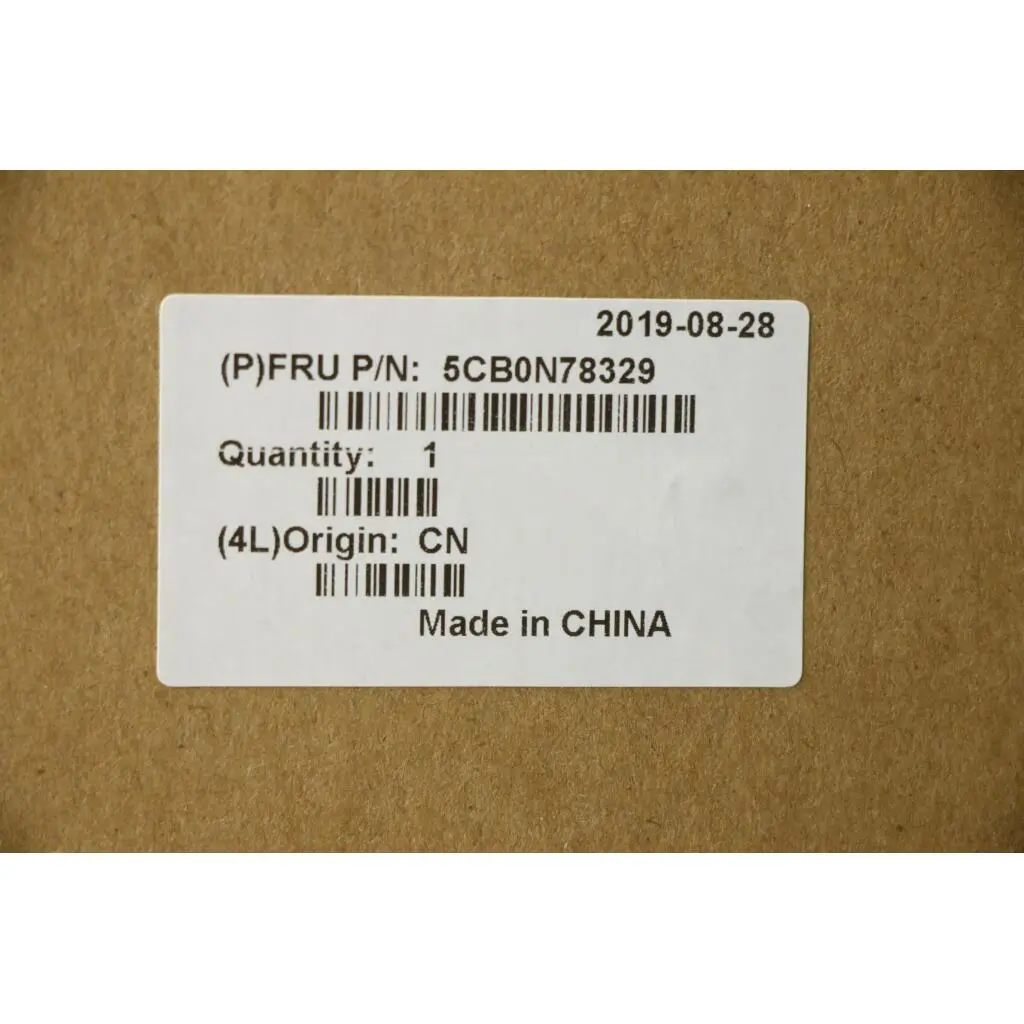 2019-08-28
(P)FRU P/N: 5CB0N78329
Quantity: 1
(4L)Origin: CN
Made in CHINA